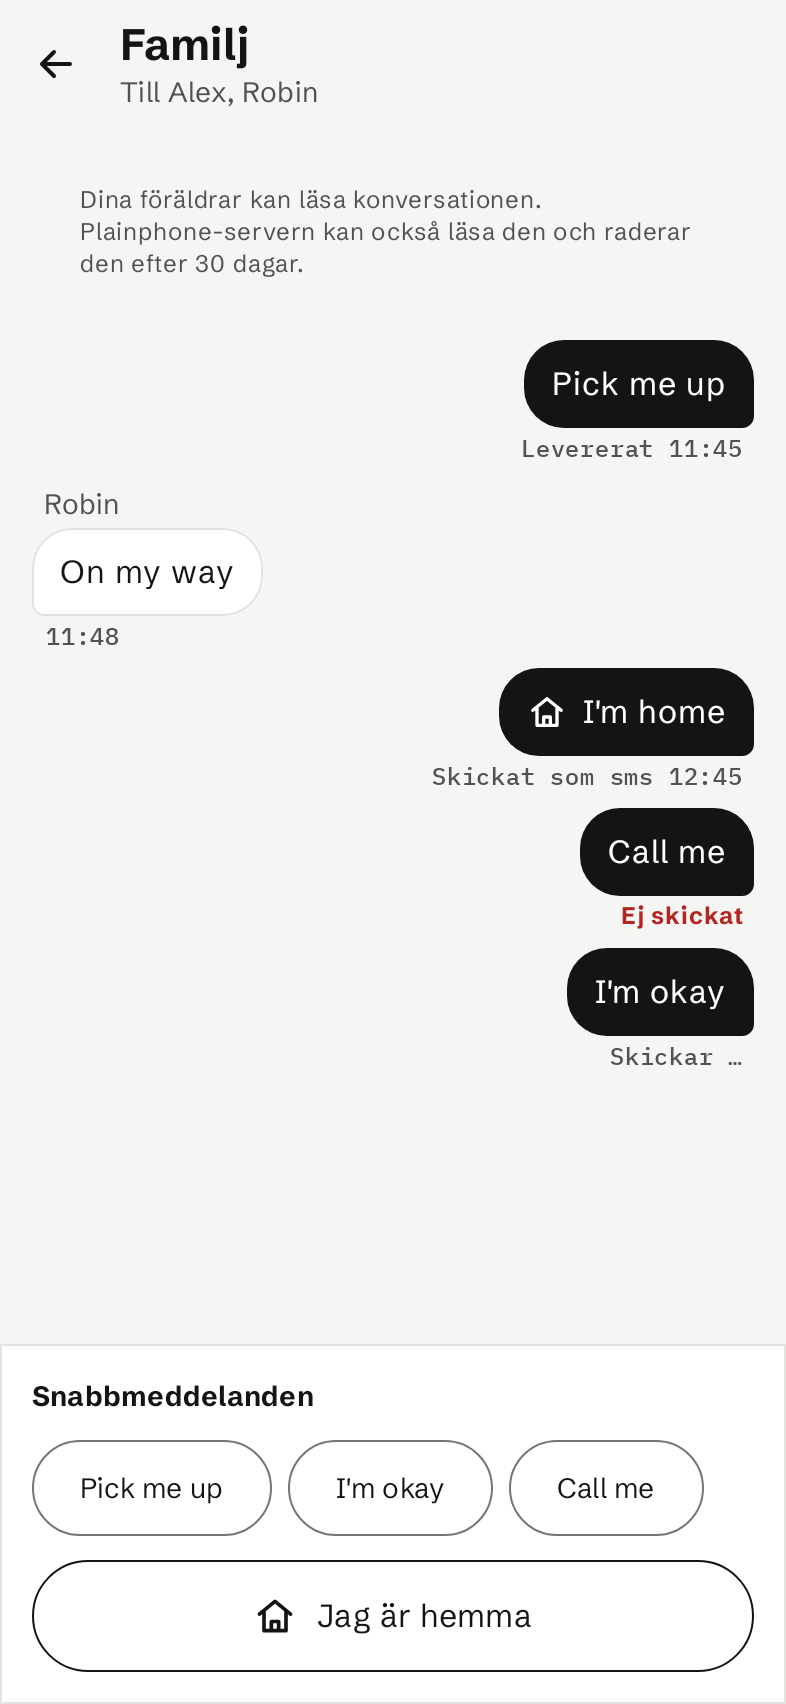 Familj
Till Alex, Robin
Dina föräldrar kan läsa konversationen.
Plainphone-servern kan också läsa den och raderar
den efter 30 dagar.
Pick me up
Levererat 11:45
Robin
On my way
11:48
I'm home
Skickat som sms 12:45
Call me
Ej skickat
I'm okay
Skickar …
Snabbmeddelanden
Pick me up
I'm okay
Call me
Jag är hemma